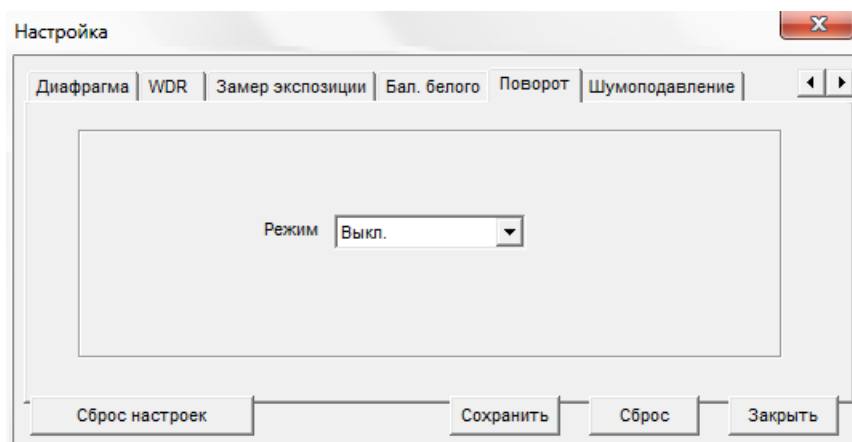 Настройка
Диафрагма WDR Замер экспозиции Бал. белого Поворот Шумоподавление
Режим Выкл.
Сброс настроек Сохранить Сброс Закрыть